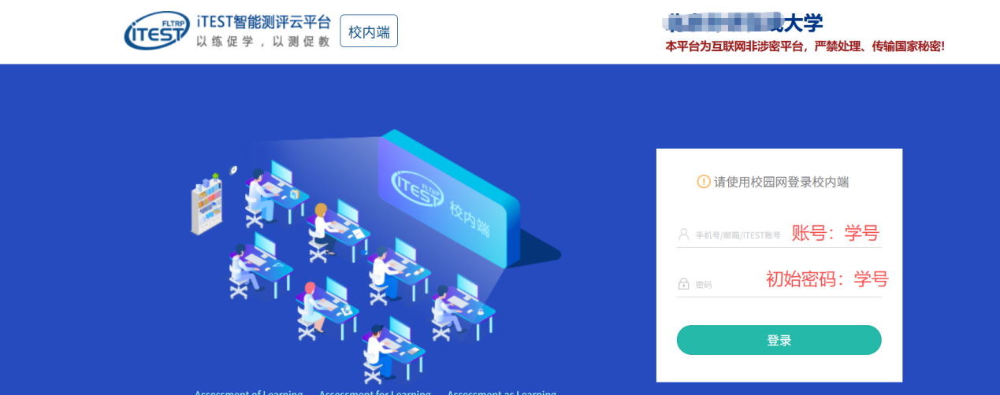 iTEST FLTRP
iTEST智能测评云平台
以练促学，以测促教
校内端
大学
本平台为互联网非涉密平台，严禁处理、传输国家秘密!
iTEST FLTRP
校内端
请使用校园网登录校内端
手机号/邮箱/iTEST账号 账号：学号
密码 初始密码：学号
登录
Assessment of Learning Assessment for Learning Assessment as Learning